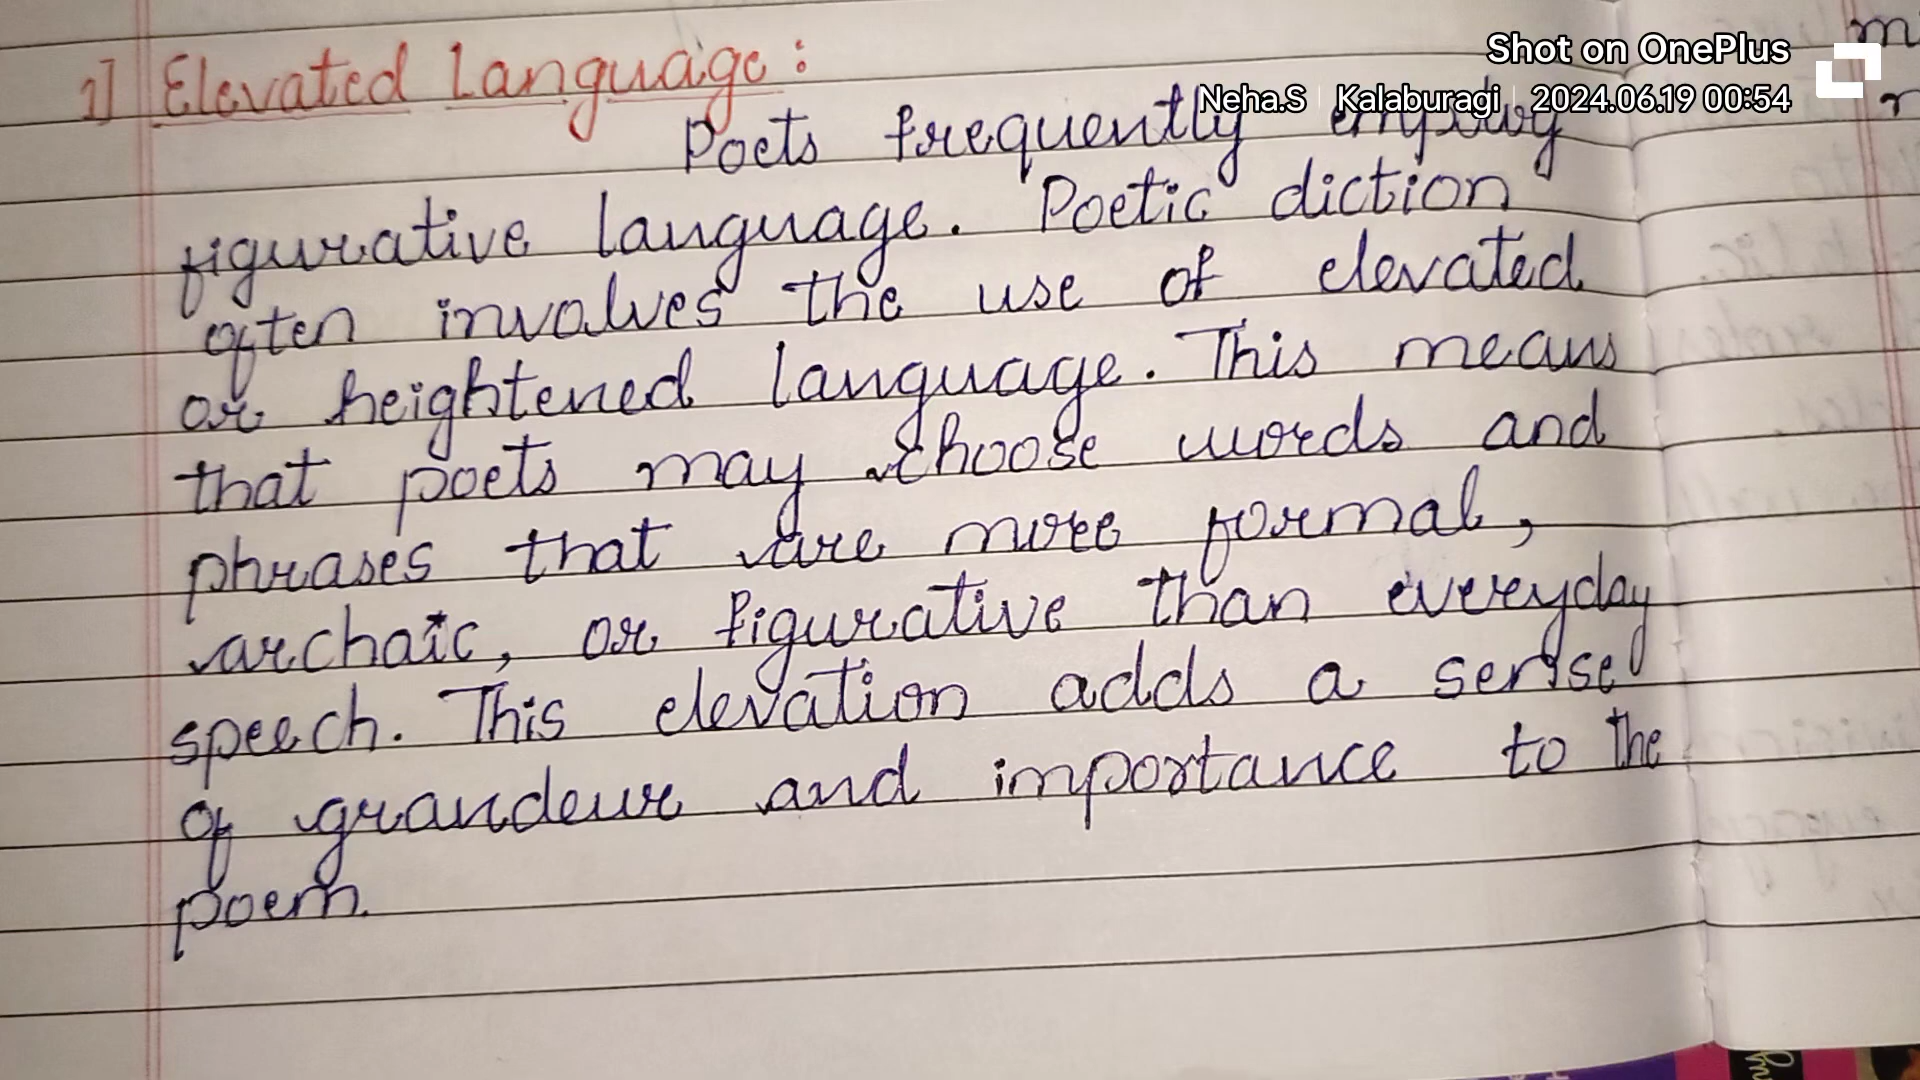 Shot on OnePlus
Neha.S Kalaburagi 2024.06.19 00:54
1] Elevated Language:
Poets frequently employ
figurative language. Poetic diction
often involves the use of elevated
or heightened language. This means
that poets may choose words and
phrases that are more formal,
archaic, or figurative than everyday
speech. This elevation adds a sense
of grandeur and importance to the
poem.